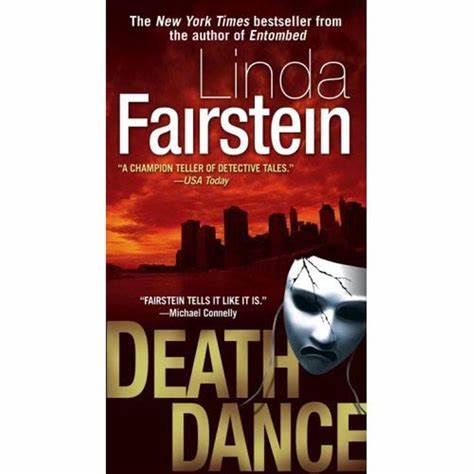 The New York Times bestseller from
the author of Entombed
Linda
Fairstein
"A CHAMPION TELLER OF DETECTIVE TALES."
—USA Today
"FAIRSTEIN TELLS IT LIKE IT IS."
—Michael Connelly
DEATH
DANCE